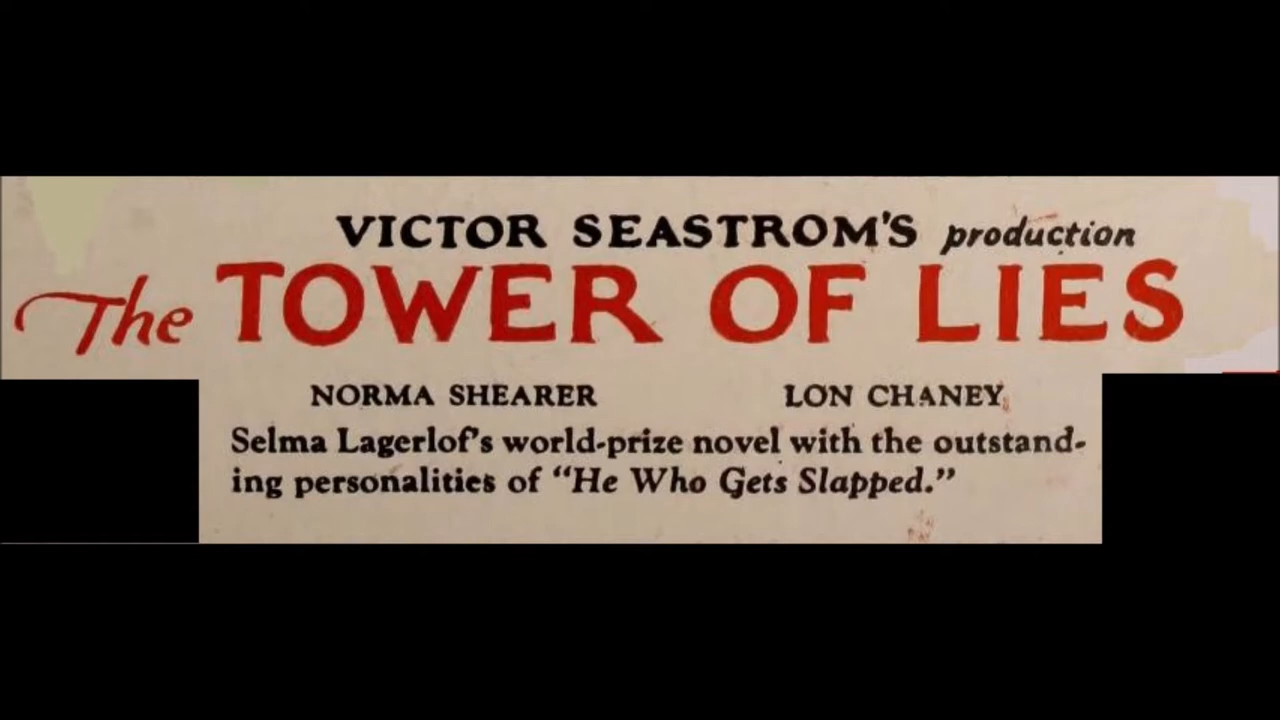 VICTOR SEASTROM'S production
The TOWER OF LIES
NORMA SHEARER LON CHANEY
Selma Lagerlof's world-prize novel with the outstand-
ing personalities of "He Who Gets Slapped."